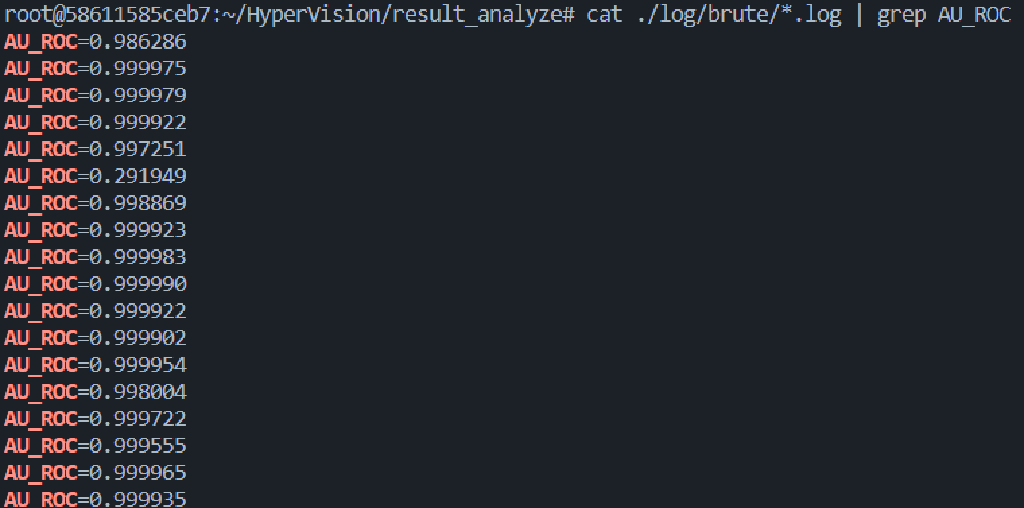 root@58611585ceb7:~/HyperVision/result_analyze# cat ./log/brute/*.log | grep AU_ROC
AU_ROC=0.986286
AU_ROC=0.999975
AU_ROC=0.999979
AU_ROC=0.999922
AU_ROC=0.997251
AU_ROC=0.291949
AU_ROC=0.998869
AU_ROC=0.999923
AU_ROC=0.999983
AU_ROC=0.999990
AU_ROC=0.999922
AU_ROC=0.999902
AU_ROC=0.999954
AU_ROC=0.998004
AU_ROC=0.999722
AU_ROC=0.999555
AU_ROC=0.999965
AU_ROC=0.999935